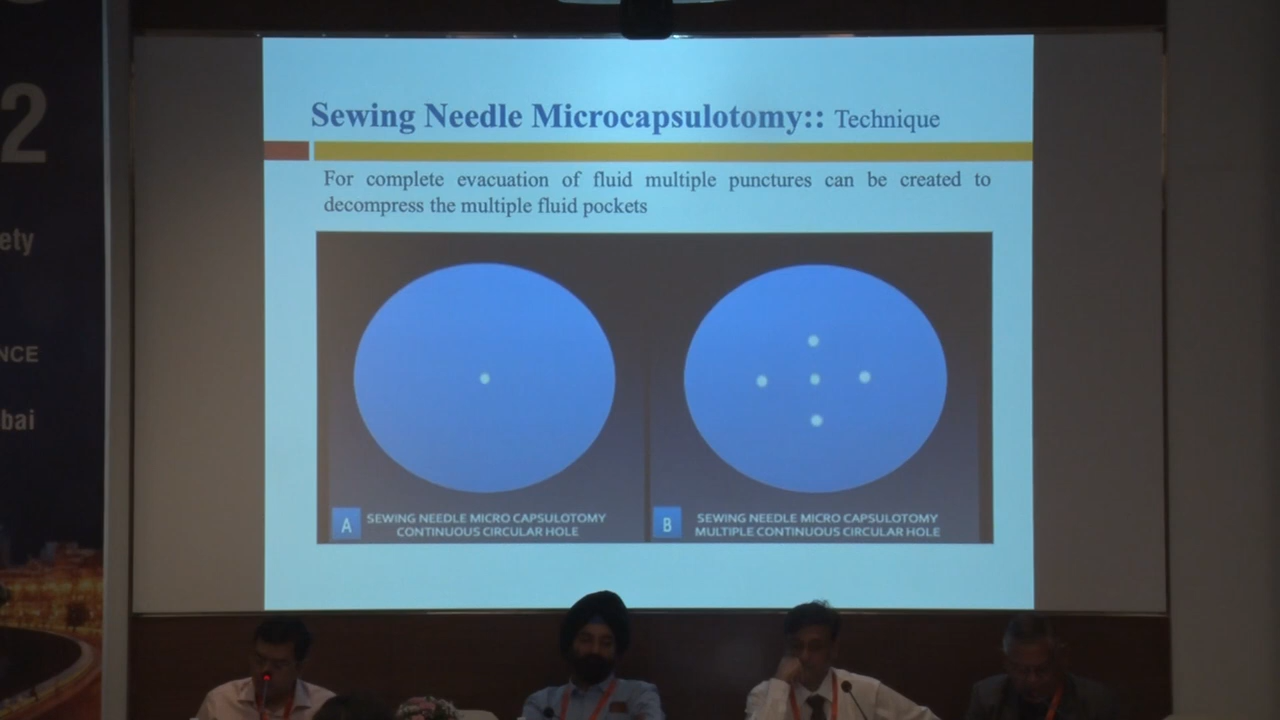 2
ety
NCE
bai
Sewing Needle Microcapsulotomy:: Technique
For complete evacuation of fluid multiple punctures can be created to
decompress the multiple fluid pockets
A
SEWING NEEDLE MICRO CAPSULOTOMY
CONTINUOUS CIRCULAR HOLE
B
SEWING NEEDLE MICRO CAPSULOTOMY
MULTIPLE CONTINUOUS CIRCULAR HOLE